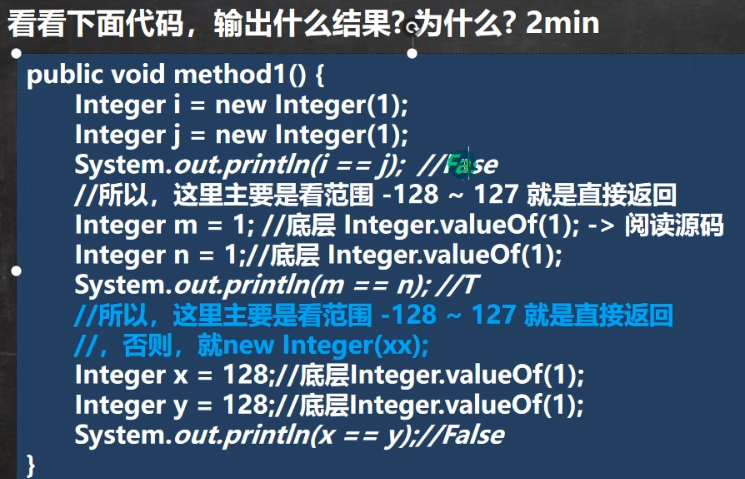 看看下面代码，输出什么结果? 为什么? 2min
public void method1() {
Integer i = new Integer(1);
Integer j = new Integer(1);
System.out.println(i == j); //Fase
//所以，这里主要是看范围 -128 ~ 127 就是直接返回
Integer m = 1; //底层 Integer.valueOf(1); -> 阅读源码
Integer n = 1;//底层 Integer.valueOf(1);
System.out.println(m == n); //T
//所以，这里主要是看范围 -128 ~ 127 就是直接返回
//，否则，就new Integer(xx);
Integer x = 128;//底层Integer.valueOf(1);
Integer y = 128;//底层Integer.valueOf(1);
System.out.println(x == y);//False
}